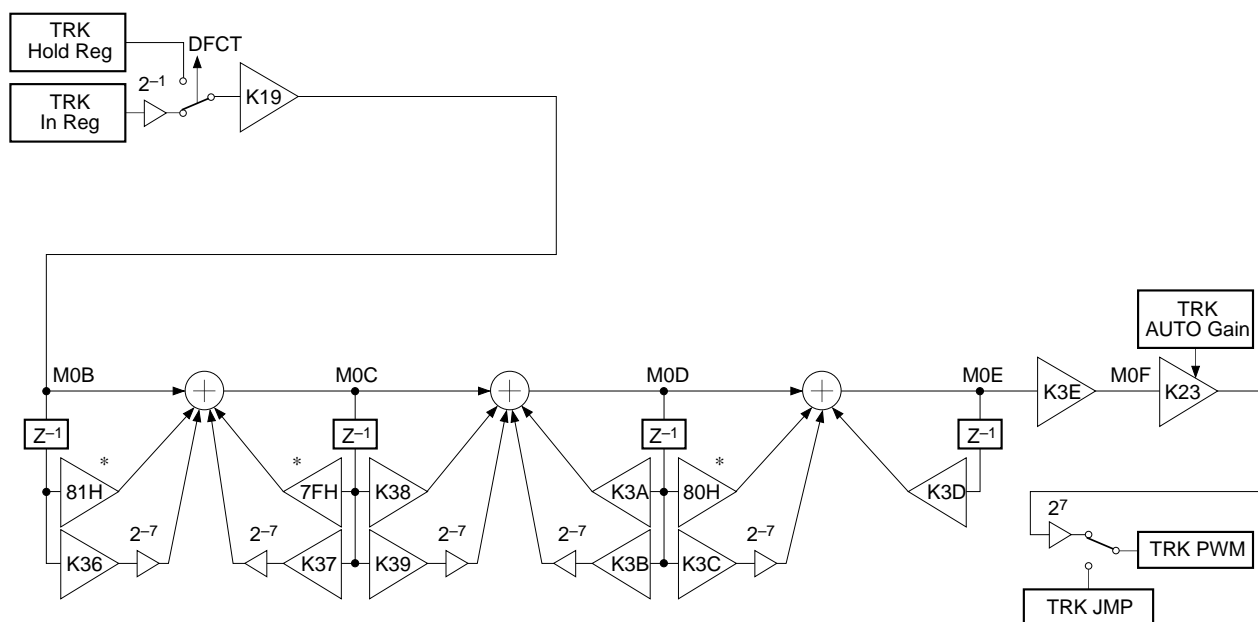 TRK
Hold Reg
DFCT
2–1
TRK
In Reg
K19
TRK
AUTO Gain
M0B
M0C
M0D
M0E
K3E
M0F
K23
Z–1
Z–1
Z–1
Z–1
81H
*
*
7FH
K38
K3A
80H
*
K3D
K36
2–7
2–7
K37
K39
2–7
2–7
K3B
K3C
2–7
27
TRK PWM
TRK JMP